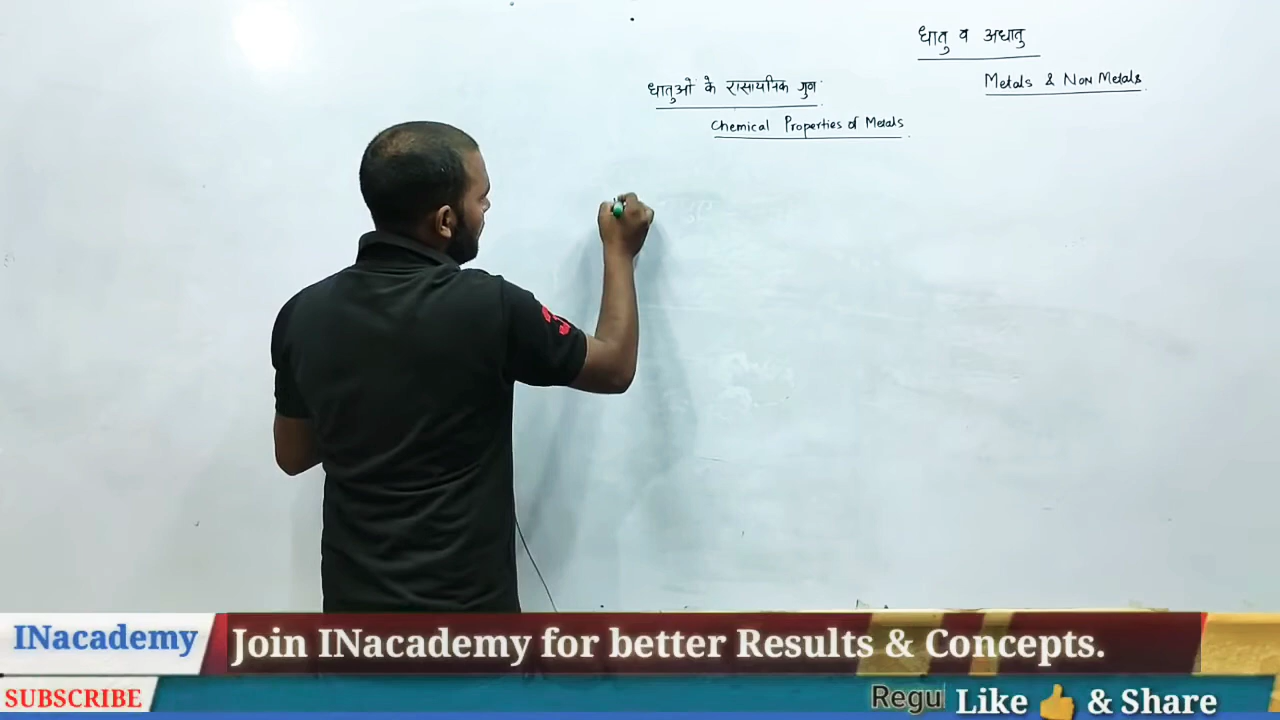 धातु व अधातु
Metals & Non Metals
धातुओं के रासायनिक गुण
Chemical Properties of Metals
INacademy
Join INacademy for better Results & Concepts.
SUBSCRIBE
Regu
Like 👍 & Share